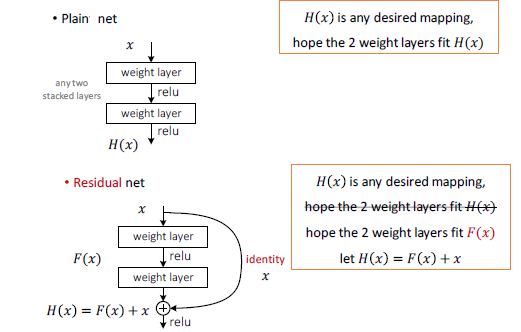 • Plain net
H(x) is any desired mapping,
hope the 2 weight layers fit H(x)
x
weight layer
any two
stacked layers
relu
weight layer
relu
H(x)
• Residual net
H(x) is any desired mapping,
hope the 2 weight layers fit H(x)
hope the 2 weight layers fit F(x)
let H(x) = F(x) + x
x
weight layer
F(x)
relu
identity
x
weight layer
H(x) = F(x) + x
relu